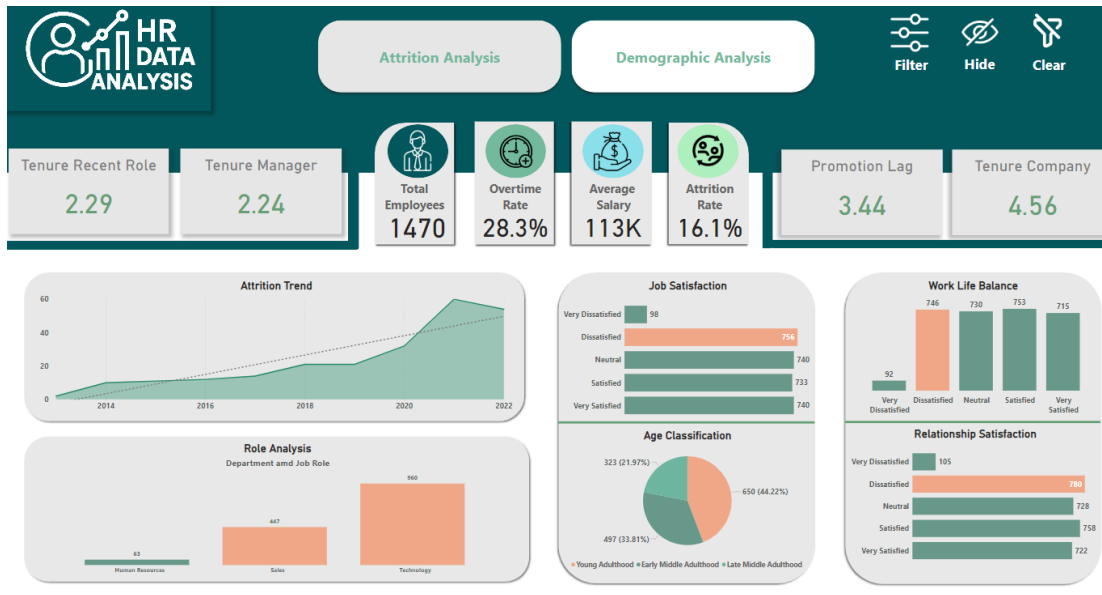 HR
DATA
ANALYSIS
Attrition Analysis
Demographic Analysis
Filter
Hide
Clear
Tenure Recent Role
2.29
Tenure Manager
2.24
Total
Employees
1470
Overtime
Rate
28.3%
Average
Salary
113K
Attrition
Rate
16.1%
Promotion Lag
3.44
Tenure Company
4.56
Attrition Trend
60
40
20
0
2014
2016
2018
2020
2022
Role Analysis
Department amd Job Role
63
447
960
Human Resources
Sales
Technology
Job Satisfaction
Very Dissatisfied
98
Dissatisfied
756
Neutral
740
Satisfied
733
Very Satisfied
740
Age Classification
323 (21.97%)
650 (44.22%)
497 (33.81%)
Young Adulthood
Early Middle Adulthood
Late Middle Adulthood
Work Life Balance
92
746
730
753
715
Very
Dissatisfied
Dissatisfied
Neutral
Satisfied
Very
Satisfied
Relationship Satisfaction
Very Dissatisfied
105
Dissatisfied
780
Neutral
728
Satisfied
758
Very Satisfied
722